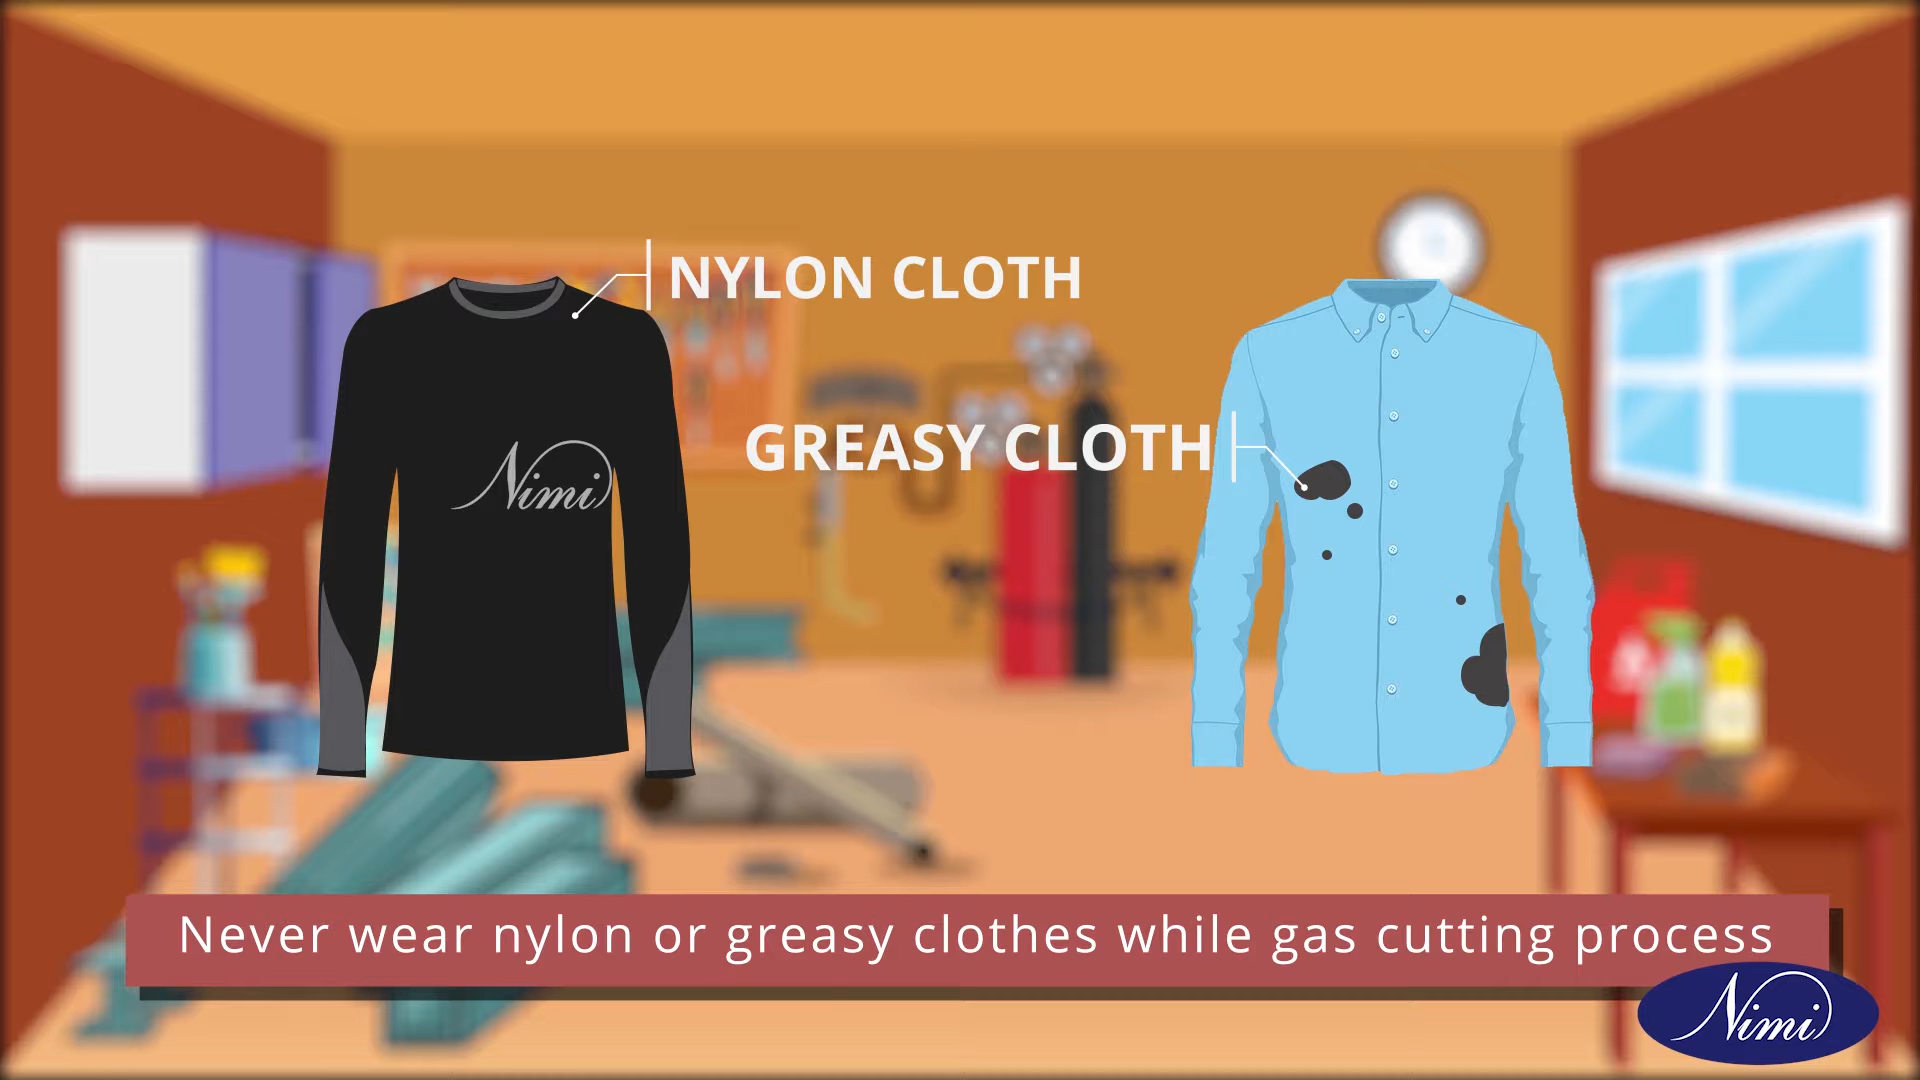 NYLON CLOTH
GREASY CLOTH
Nimi
Never wear nylon or greasy clothes while gas cutting process
Nimi